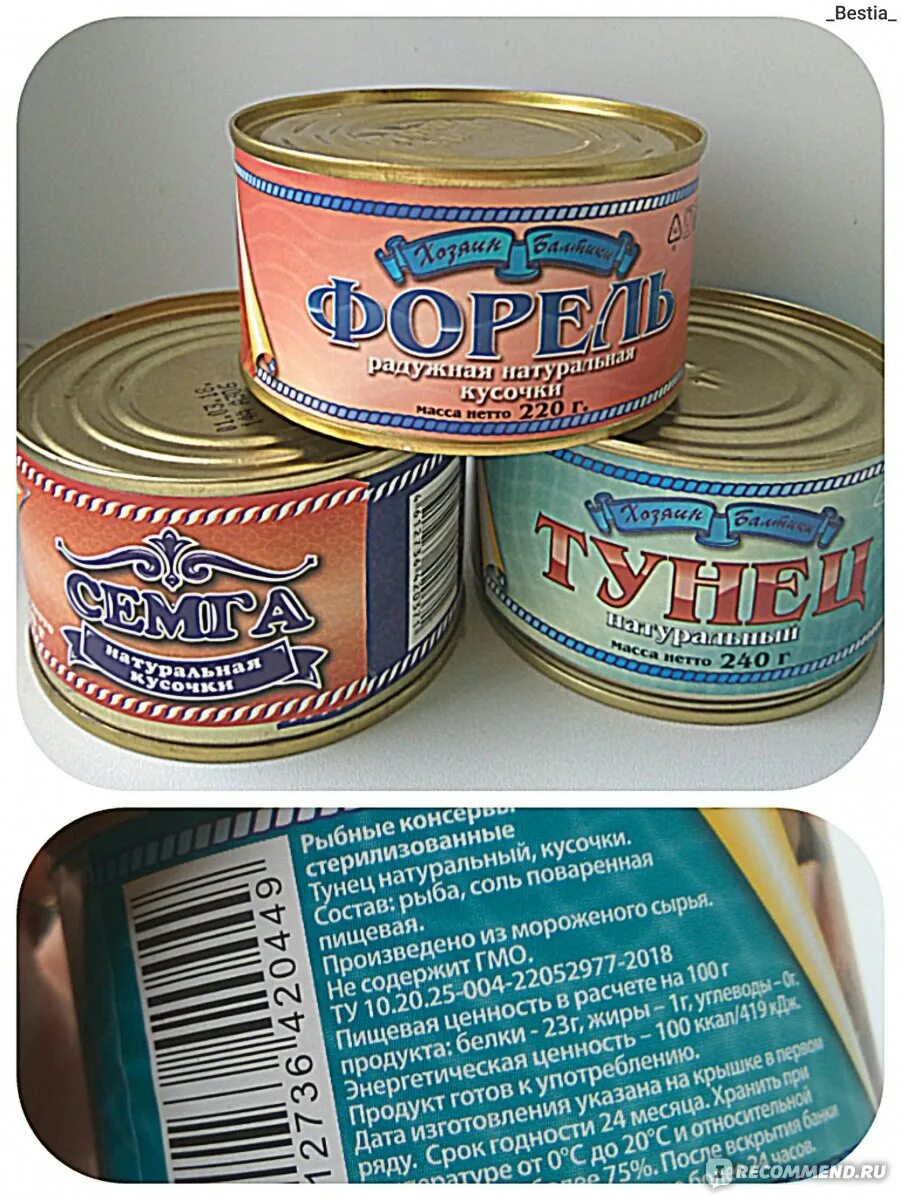 _Bestia_
Хозяин Балтики
ФОРЕЛЬ
радужная натуральная
кусочки
масса нетто 220 г.
СЕМГА
натуральная
кусочки
Хозяин Балтики
ТУНЕЦ
натуральный
масса нетто 240 г
Рыбные консервы
стерилизованные
Тунец натуральный, кусочки.
Состав: рыба, соль поваренная
пищевая.
Произведено из мороженого сырья.
Не содержит ГМО.
ТУ 10.20.25-004-22052977-2018
Пищевая ценность в расчете на 100 г
продукта: белки - 23г, жиры – 1г, углеводы – 0г.
Энергетическая ценность – 100 ккал/419 кДж.
Продукт готов к употреблению.
Дата изготовления указана на крышке в первом
ряду. Срок годности 24 месяца. Хранить при
пературе от 0°С до 20°С и относительной
более 75%. После вскрытия банки
24 часов.
12736 420449
IRECOMMEND.RU